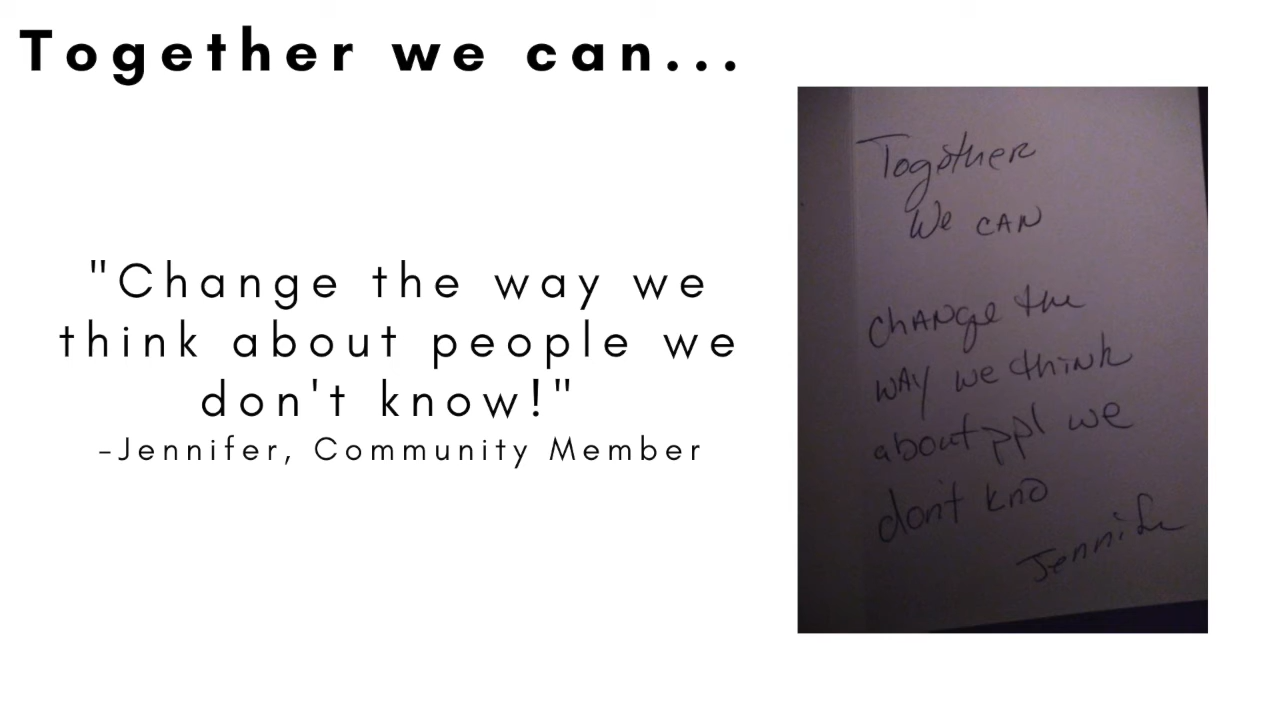 Together we can...
"Change the way we
think about people we
don't know!"
-Jennifer, Community Member
Together
We CAN
change the
WAY we think
about ppl we
don't kno
Jennifer